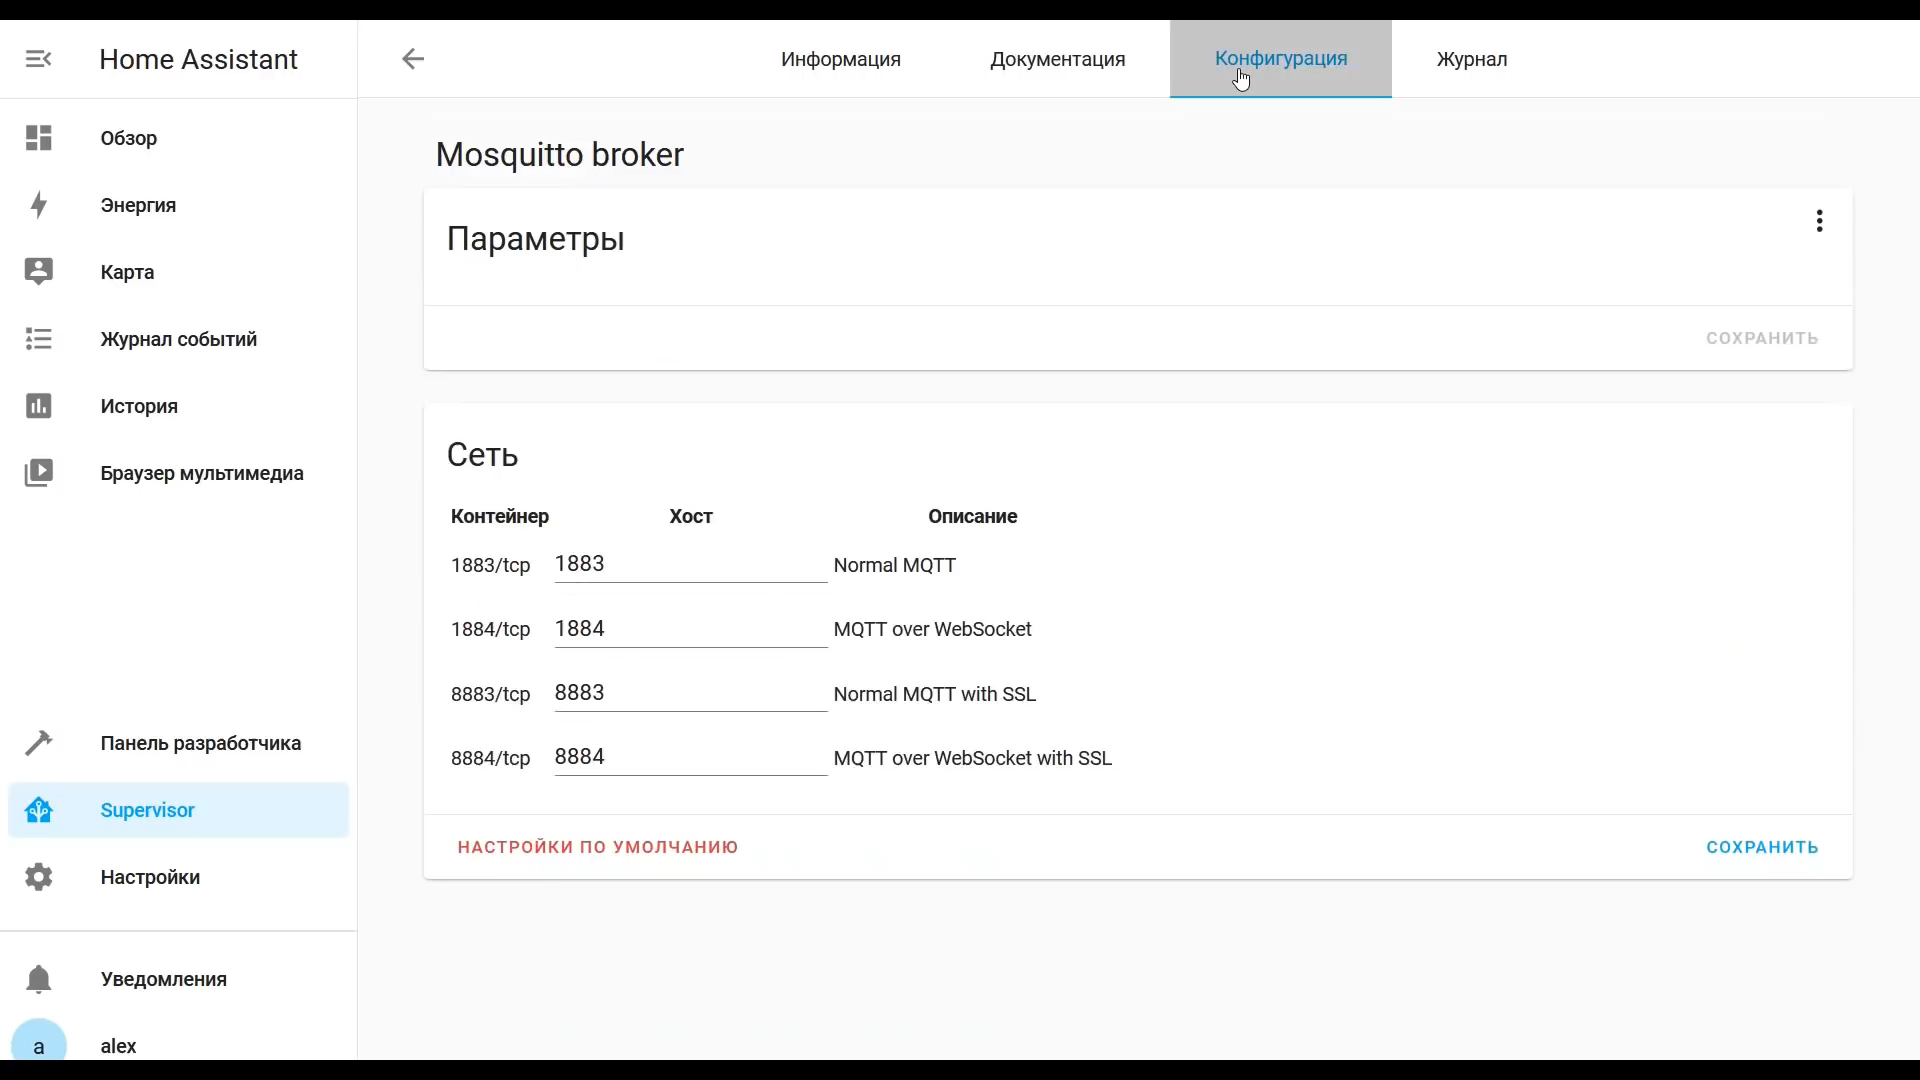 Home Assistant
Информация
Документация
Конфигурация
Журнал
Обзор
Энергия
Карта
Журнал событий
История
Браузер мультимедиа
Панель разработчика
Supervisor
Настройки
Уведомления
a
alex
Mosquitto broker
Параметры
СОХРАНИТЬ
Сеть
Контейнер Хост Описание
1883/tcp 1883 Normal MQTT
1884/tcp 1884 MQTT over WebSocket
8883/tcp 8883 Normal MQTT with SSL
8884/tcp 8884 MQTT over WebSocket with SSL
НАСТРОЙКИ ПО УМОЛЧАНИЮ
СОХРАНИТЬ